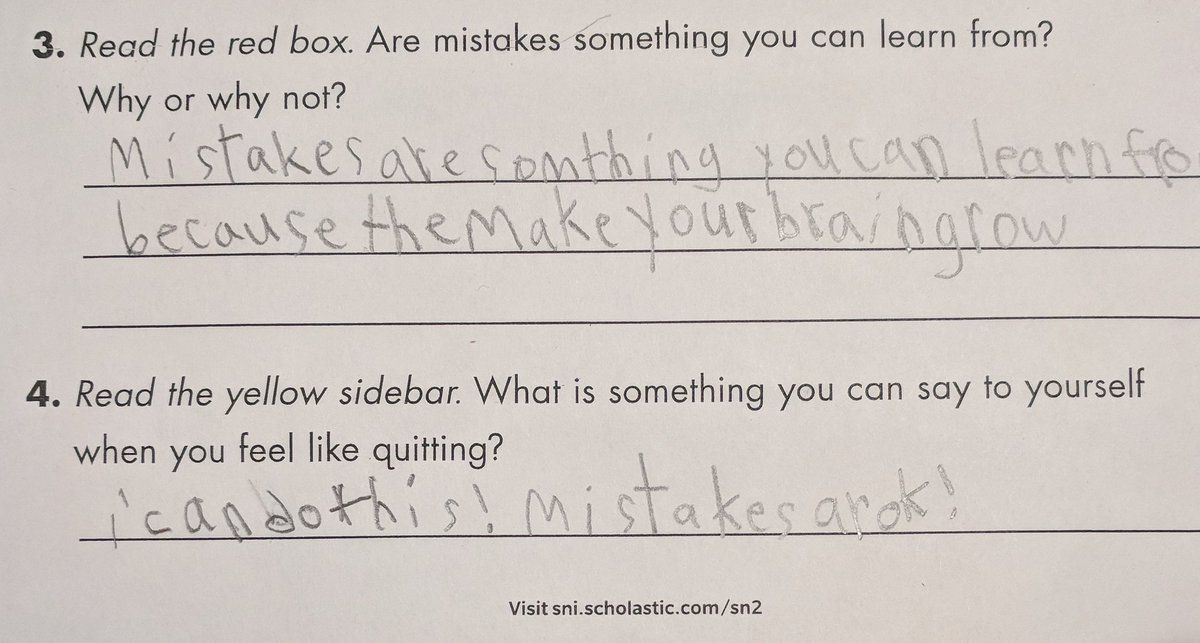 3. Read the red box. Are mistakes something you can learn from?
Why or why not?
Mistakes are somthing you can learn fro
because the make your brain grow
4. Read the yellow sidebar. What is something you can say to yourself
when you feel like quitting?
i can do this! Mistakes ar ok!
Visit sni.scholastic.com/sn2